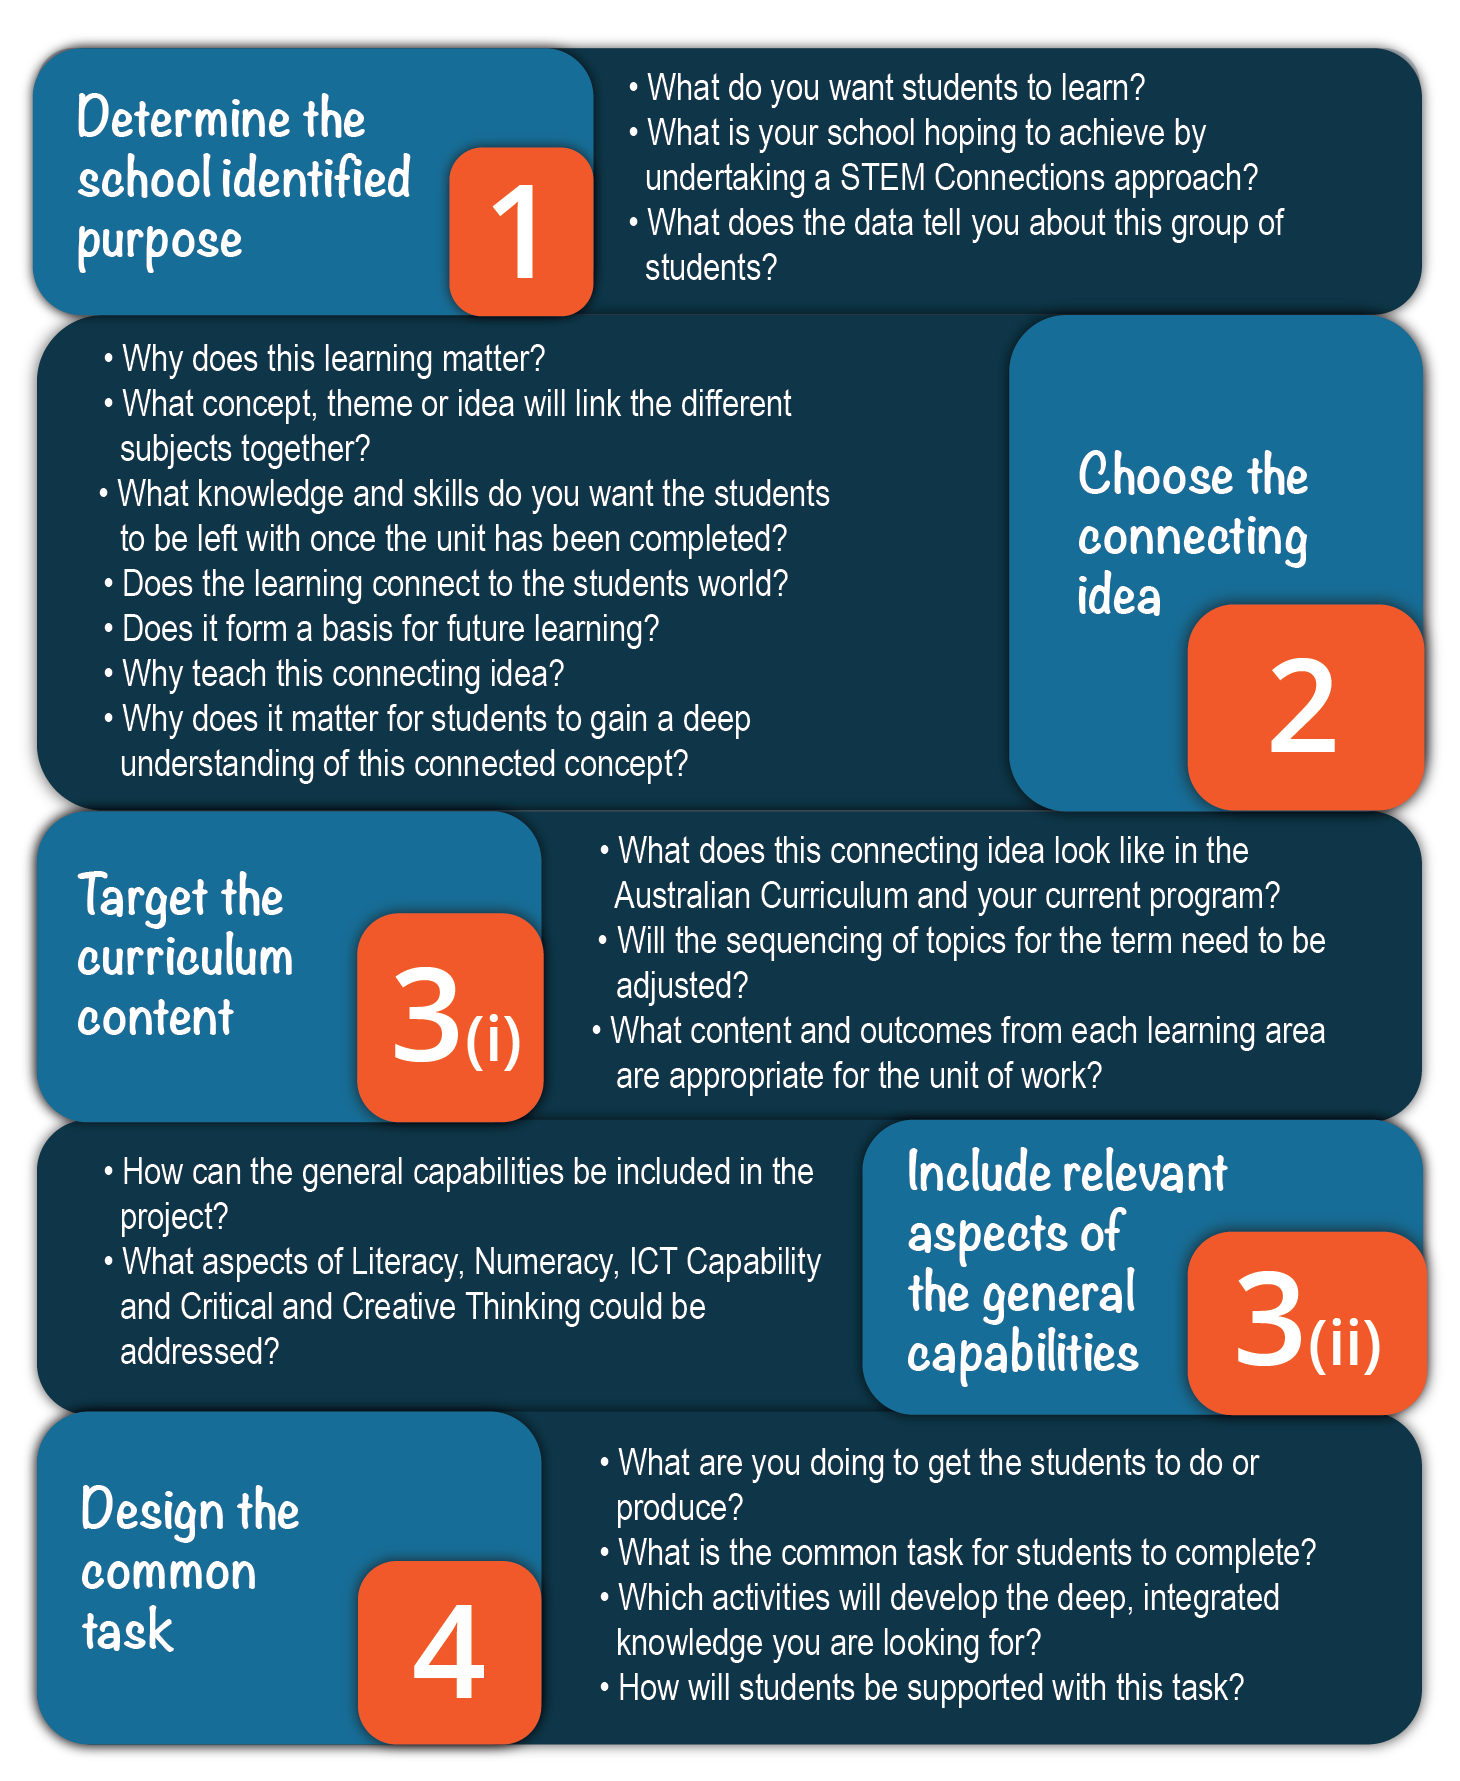 Determine the
school identified
purpose
1
• What do you want students to learn?
• What is your school hoping to achieve by
undertaking a STEM Connections approach?
• What does the data tell you about this group of
students?
• Why does this learning matter?
• What concept, theme or idea will link the different
subjects together?
• What knowledge and skills do you want the students
to be left with once the unit has been completed?
• Does the learning connect to the students world?
• Does it form a basis for future learning?
• Why teach this connecting idea?
• Why does it matter for students to gain a deep
understanding of this connected concept?
Choose the
connecting
idea
2
Target the
curriculum
content
3(i)
• What does this connecting idea look like in the
Australian Curriculum and your current program?
• Will the sequencing of topics for the term need to be
adjusted?
• What content and outcomes from each learning area
are appropriate for the unit of work?
• How can the general capabilities be included in the
project?
• What aspects of Literacy, Numeracy, ICT Capability
and Critical and Creative Thinking could be
addressed?
Include relevant
aspects of
the general
capabilities
3(ii)
Design the
common
task
4
• What are you doing to get the students to do or
produce?
• What is the common task for students to complete?
• Which activities will develop the deep, integrated
knowledge you are looking for?
• How will students be supported with this task?